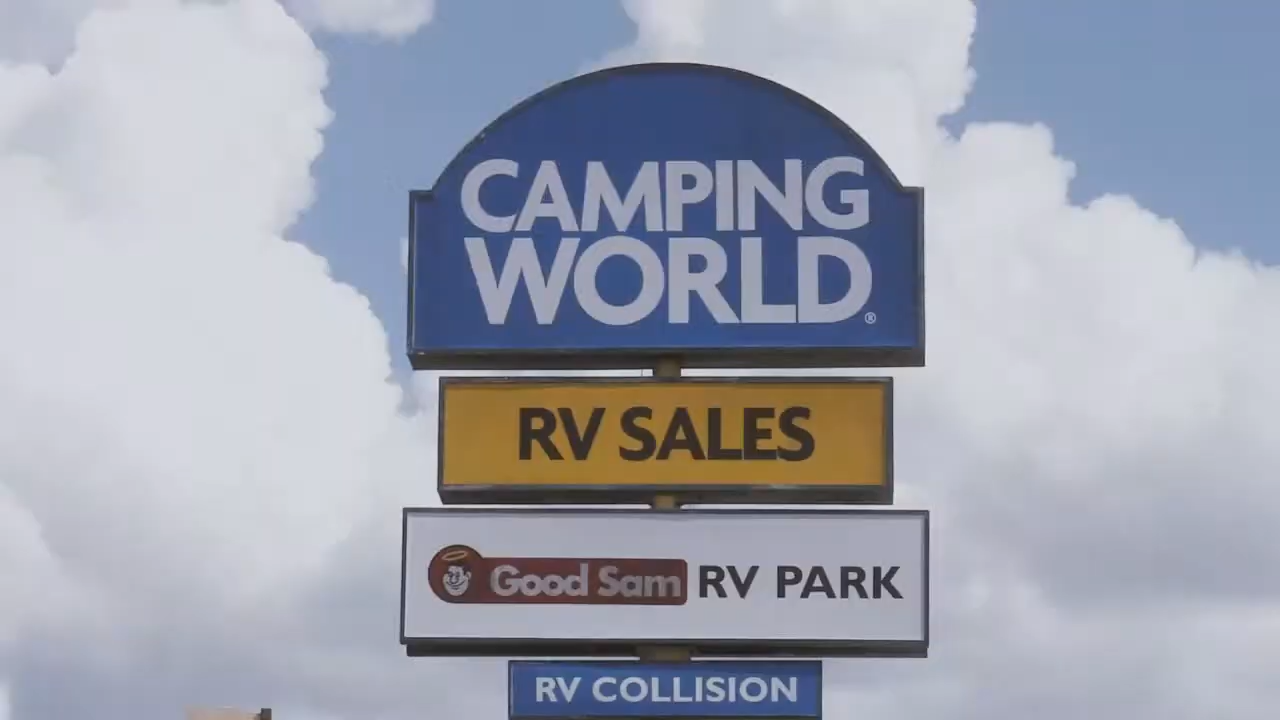 CAMPING
WORLD®
RV SALES
Good Sam RV PARK
RV COLLISION